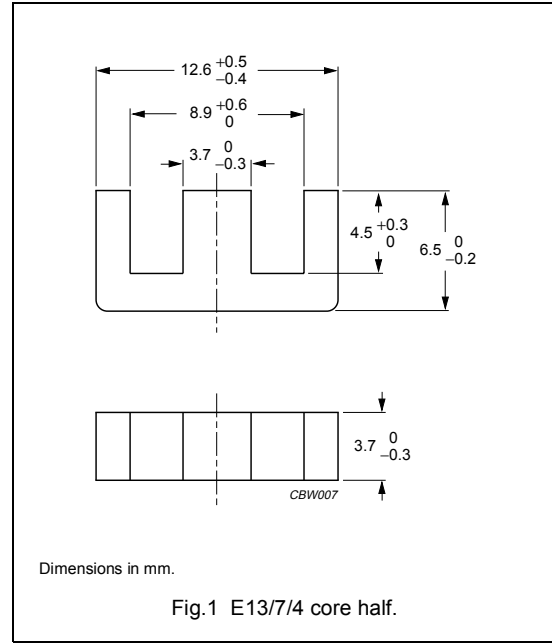 12.6 +0.5 −0.4
8.9 +0.6 0
3.7 0 −0.3
4.5 +0.3 0
6.5 0 −0.2
3.7 0 −0.3
CBW007
Dimensions in mm.
Fig.1 E13/7/4 core half.